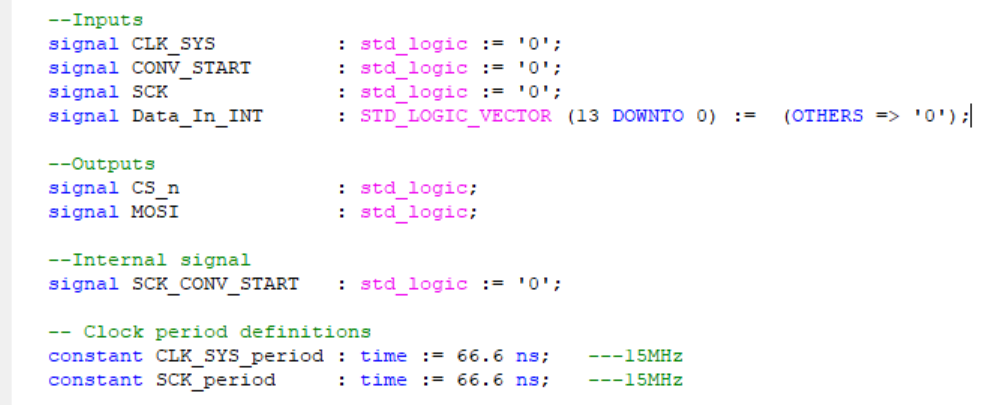 --Inputs
signal CLK_SYS : std_logic := '0';
signal CONV_START : std_logic := '0';
signal SCK : std_logic := '0';
signal Data_In_INT : STD_LOGIC_VECTOR (13 DOWNTO 0) := (OTHERS => '0');
--Outputs
signal CS_n : std_logic;
signal MOSI : std_logic;
--Internal signal
signal SCK_CONV_START : std_logic := '0';
-- Clock period definitions
constant CLK_SYS_period : time := 66.6 ns; ---15MHz
constant SCK_period : time := 66.6 ns; ---15MHz